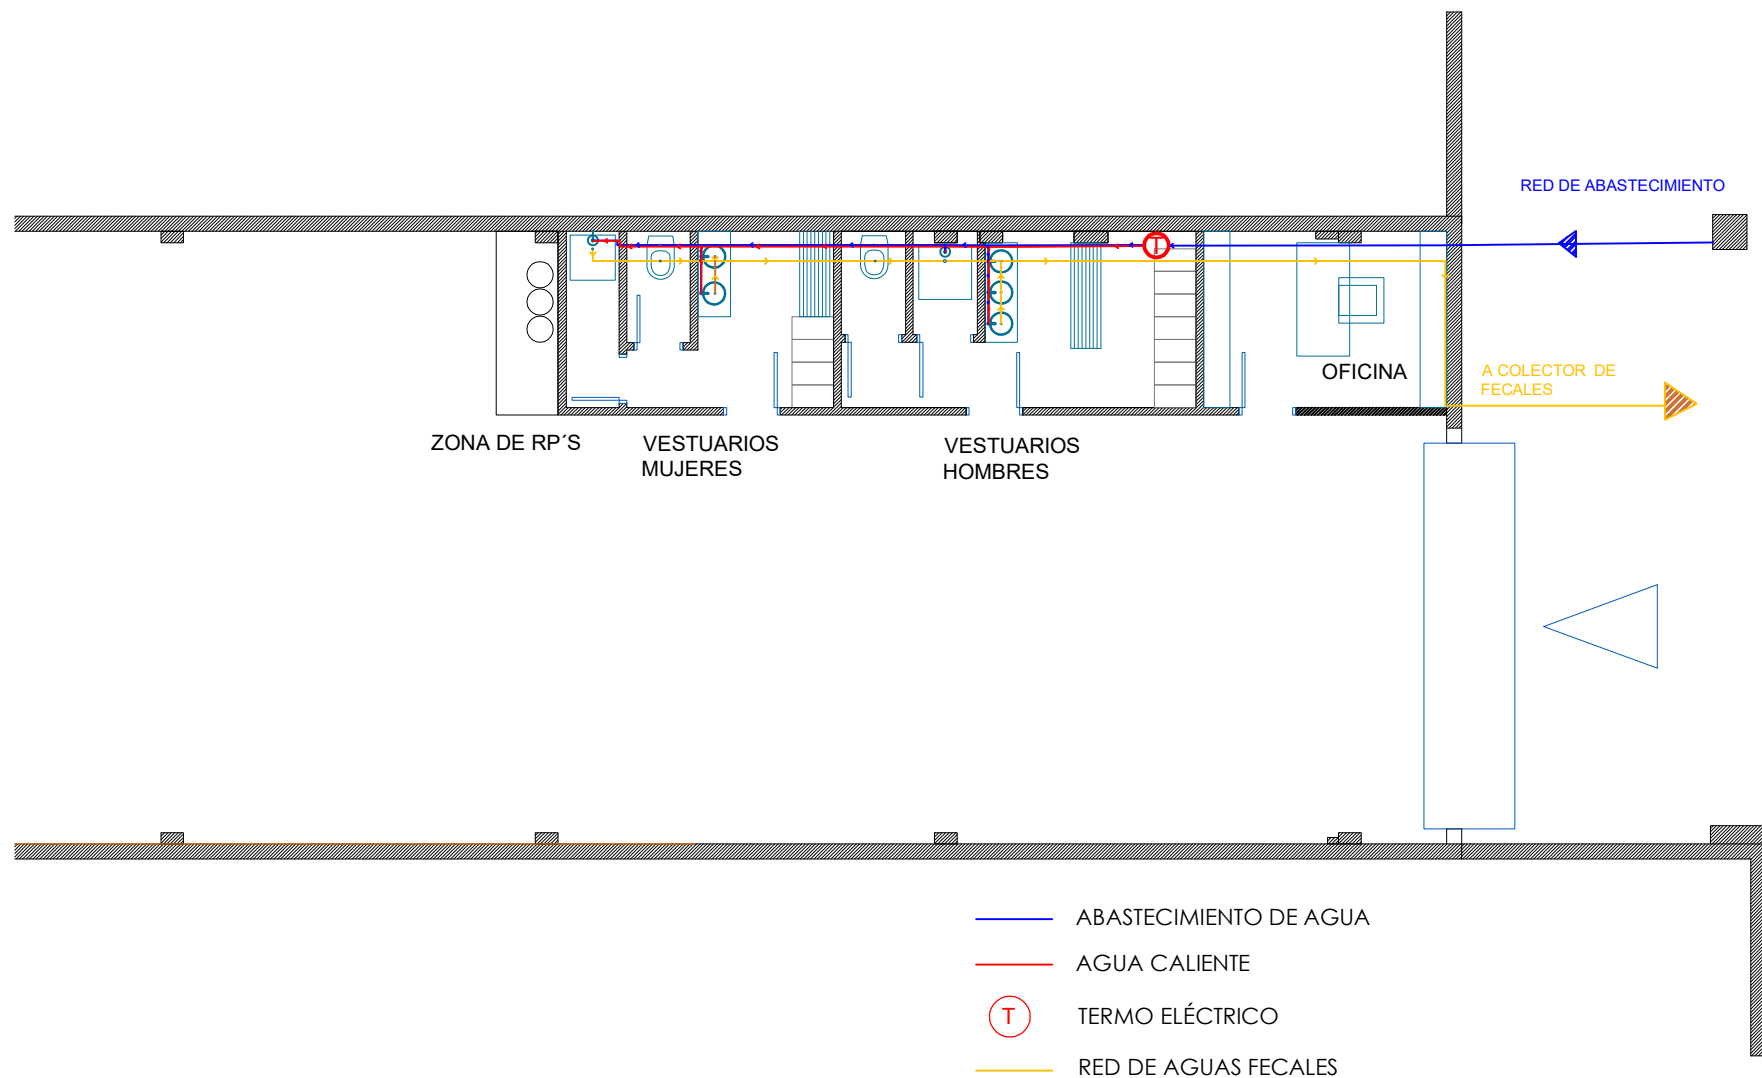 RED DE ABASTECIMIENTO
T
OFICINA
A COLECTOR DE
FECALES
ZONA DE RP´S
VESTUARIOS
MUJERES
VESTUARIOS
HOMBRES
ABASTECIMIENTO DE AGUA
AGUA CALIENTE
T
TERMO ELÉCTRICO
RED DE AGUAS FECALES